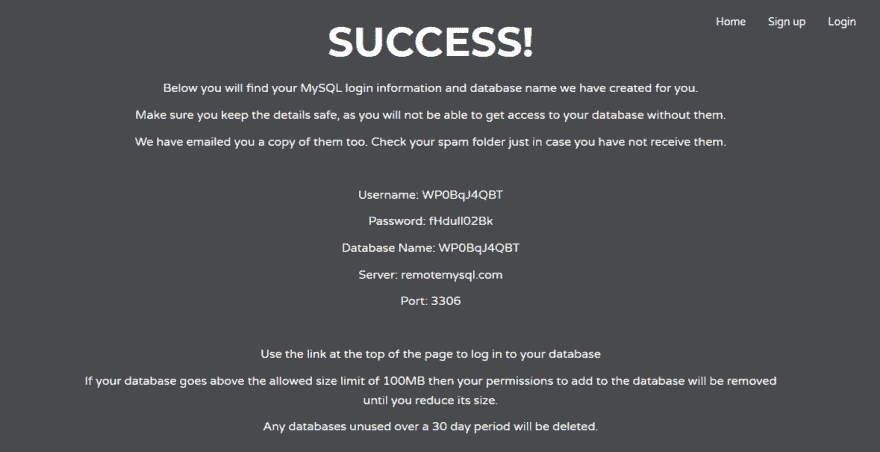 Home Sign up Login
SUCCESS!
Below you will find your MySQL login information and database name we have created for you.
Make sure you keep the details safe, as you will not be able to get access to your database without them.
We have emailed you a copy of them too. Check your spam folder just in case you have not receive them.
Username: WP0BqJ4QBT
Password: fHdull02Bk
Database Name: WP0BqJ4QBT
Server: remotemysql.com
Port: 3306
Use the link at the top of the page to log in to your database
If your database goes above the allowed size limit of 100MB then your permissions to add to the database will be removed
until you reduce its size.
Any databases unused over a 30 day period will be deleted.